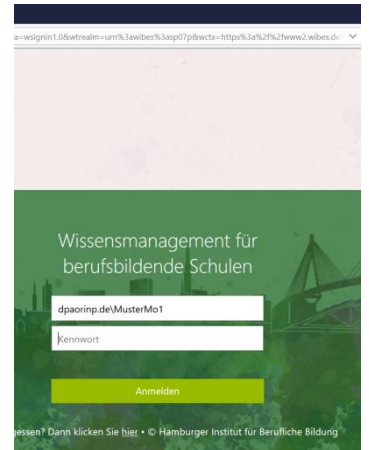 a=wsignin1.0&wtrealm=urn%3awibes%3asp07p&wctx=https%3a%2f%2fwww2.wibes.de
Wissensmanagement für
berufsbildende Schulen
dpaorinp.de\MusterMo1
Kennwort
Anmelden
gessen? Dann klicken Sie hier • © Hamburger Institut für Berufliche Bildung